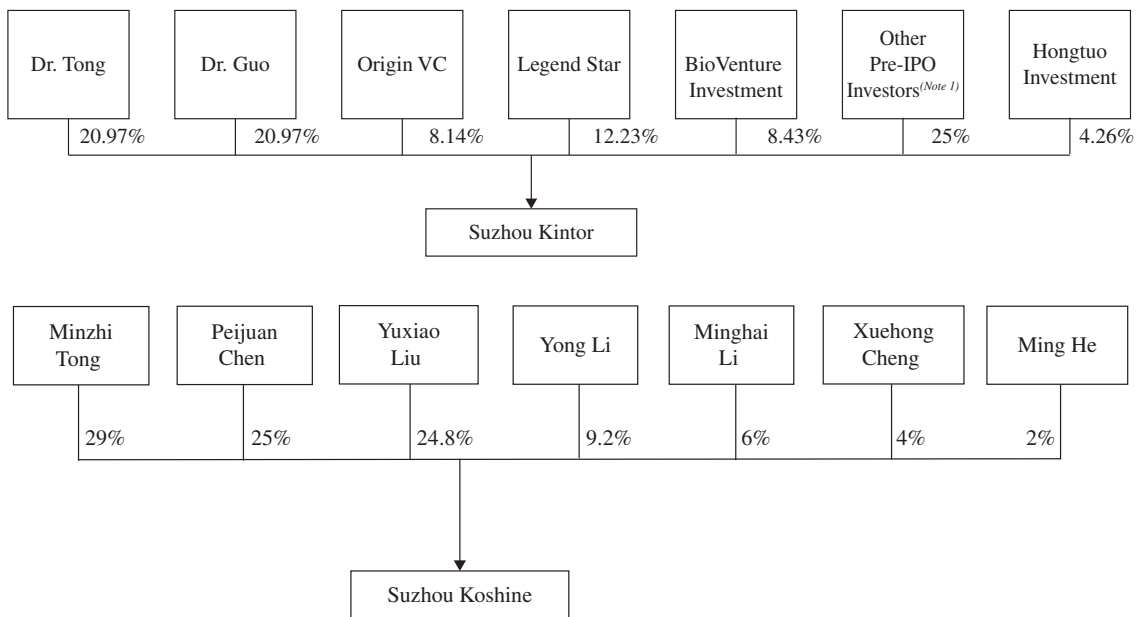 Dr. Tong
Dr. Guo
Origin VC
Legend Star
BioVenture
Investment
Other
Pre-IPO
Investors(Note 1)
Hongtuo
Investment
20.97%
20.97%
8.14%
12.23%
8.43%
25%
4.26%
Suzhou Kintor
Minzhi
Tong
Peijuan
Chen
Yuxiao
Liu
Yong Li
Minghai
Li
Xuehong
Cheng
Ming He
29%
25%
24.8%
9.2%
6%
4%
2%
Suzhou Koshine